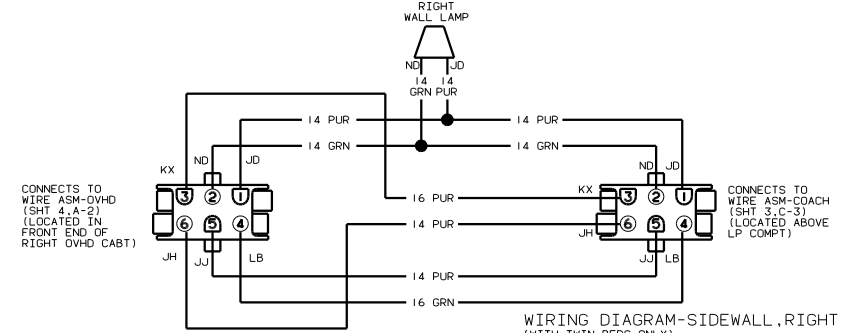 RIGHT
WALL LAMP
ND JD
14 14
GRN PUR
14 PUR 14 PUR
14 GRN 14 GRN
KX ND JD
ND JD
KX
CONNECTS TO
WIRE ASM-OVHD
(SHT 4,A-2)
(LOCATED IN
FRONT END OF
RIGHT OVHD CABT)
3 2 1
6 5 4
16 PUR
14 PUR
3 2 1
6 5 4
CONNECTS TO
WIRE ASM-COACH
(SHT 3,C-3)
(LOCATED ABOVE
LP COMPT)
JH
JH JJ LB
JJ LB
14 PUR
16 GRN
WIRING DIAGRAM-SIDEWALL,RIGHT
(WITH TWIN BEDS ONLY)